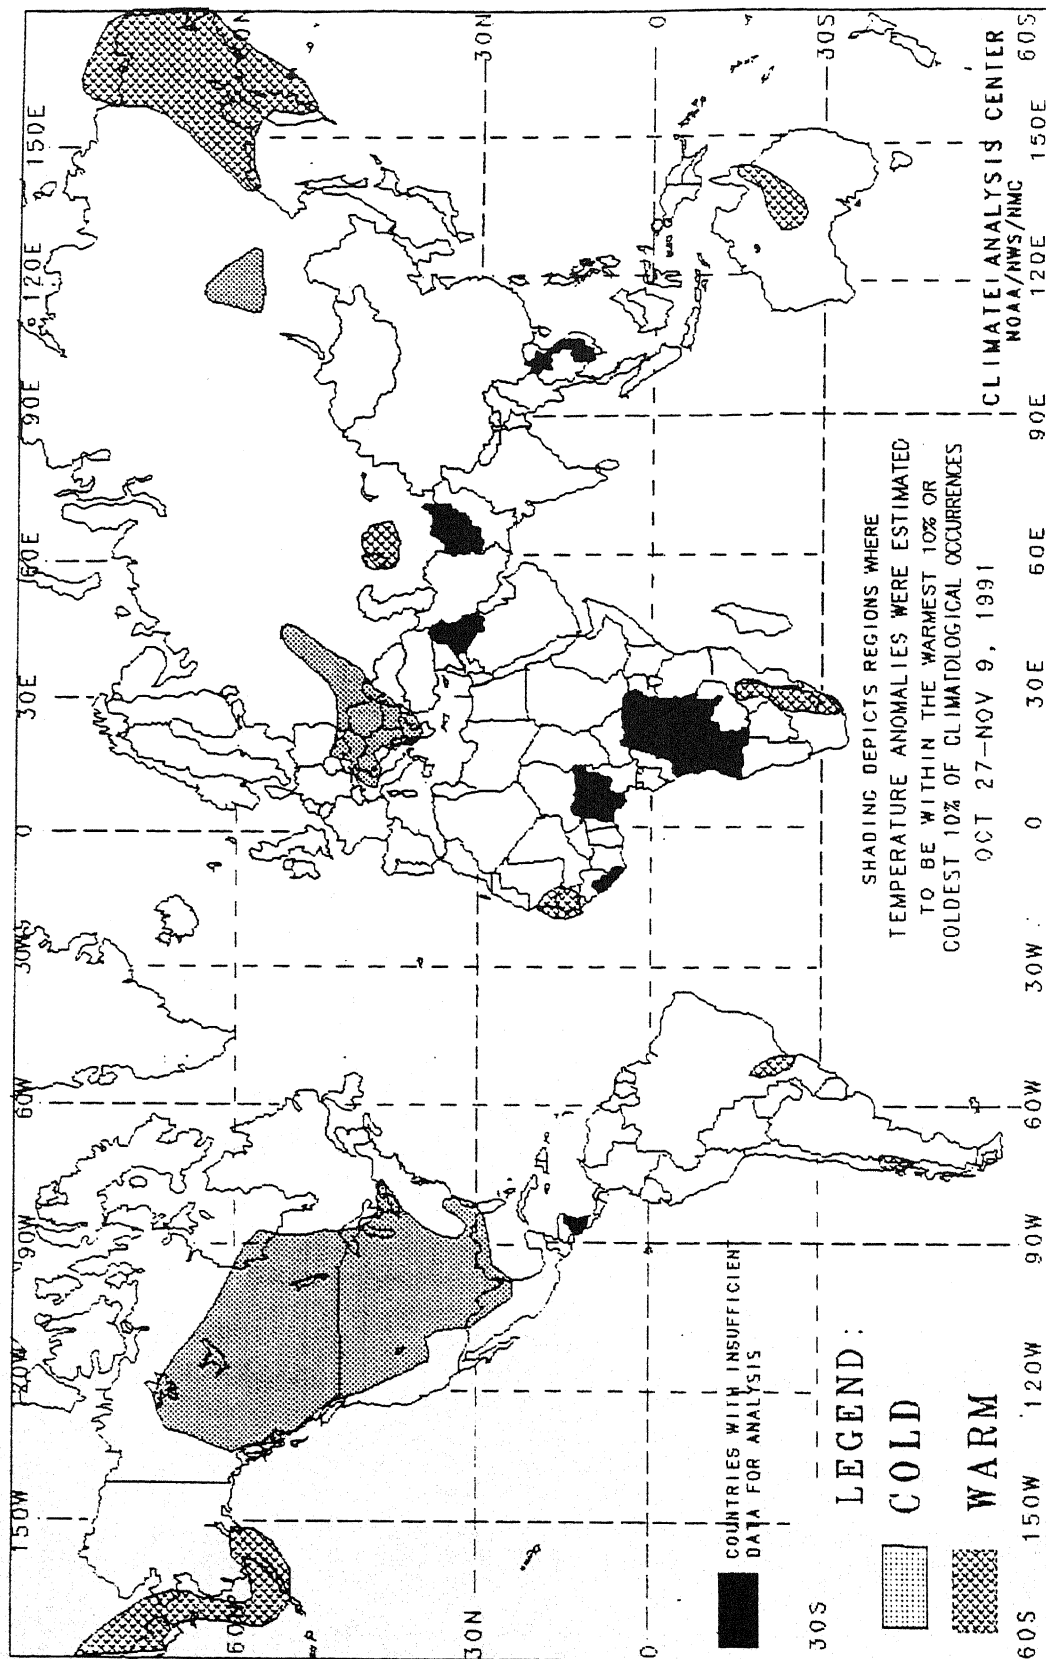 150W
120W
90W
60W
30W
0
30E
60E
90E
120E
150E
60N
60N
30N
30N
0
0
30S
30S
60S
60S
150W
120W
90W
60W
30W
0
30E
60E
90E
120E
150E
COUNTRIES WITH INSUFFICIENT
DATA FOR ANALYSIS
LEGEND:
COLD
WARM
SHADING DEPICTS REGIONS WHERE
TEMPERATURE ANOMALIES WERE ESTIMATED
TO BE WITHIN THE WARMEST 10% OR
COLDEST 10% OF CLIMATOLOGICAL OCCURRENCES
OCT 27-NOV 9, 1991
CLIMATE ANALYSIS CENTER
NOAA/NWS/NMC